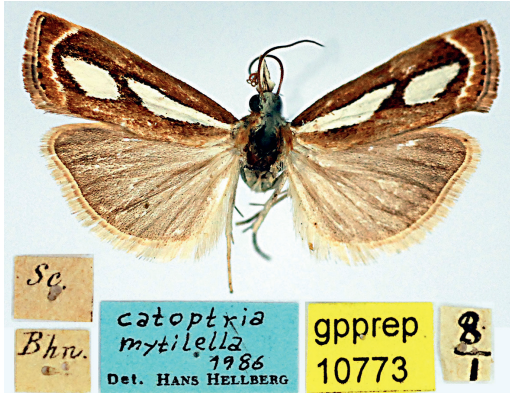 Sc.
Bhn.
catoptria
mytilella
1986
Det. HANS HELLBERG
gpprep
10773
8
1